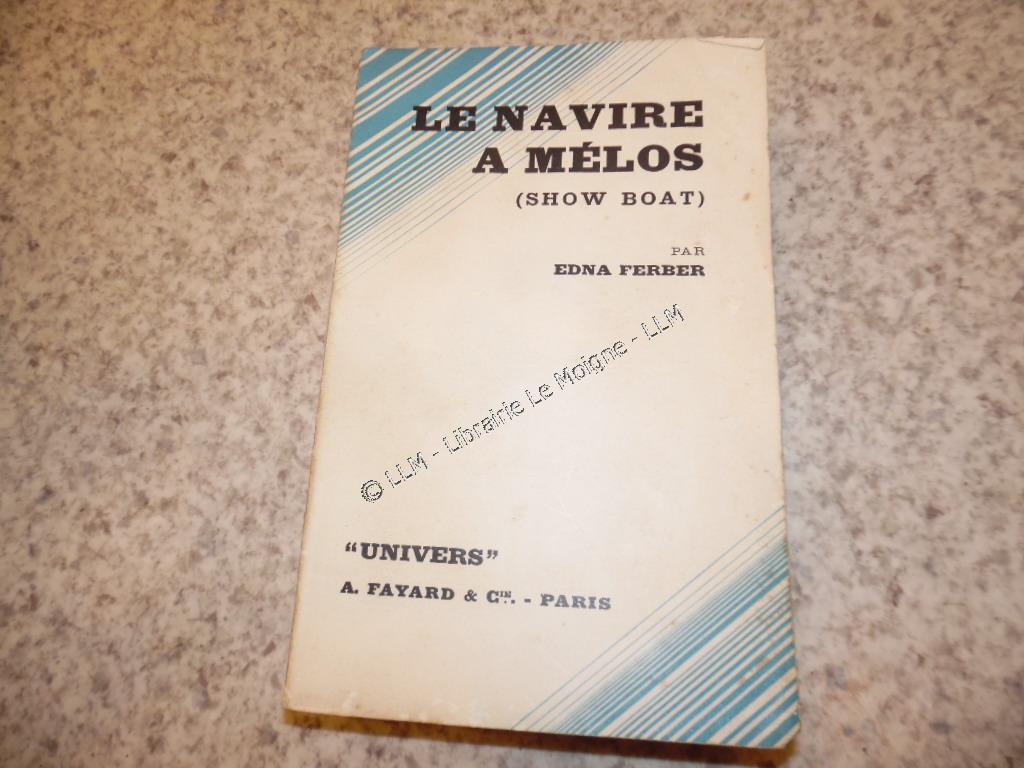 LE NAVIRE
A MÉLOS
(SHOW BOAT)
PAR
EDNA FERBER
© LLM - Librairie Le Moigne - LLM
“UNIVERS”
A. FAYARD & CIE. - PARIS